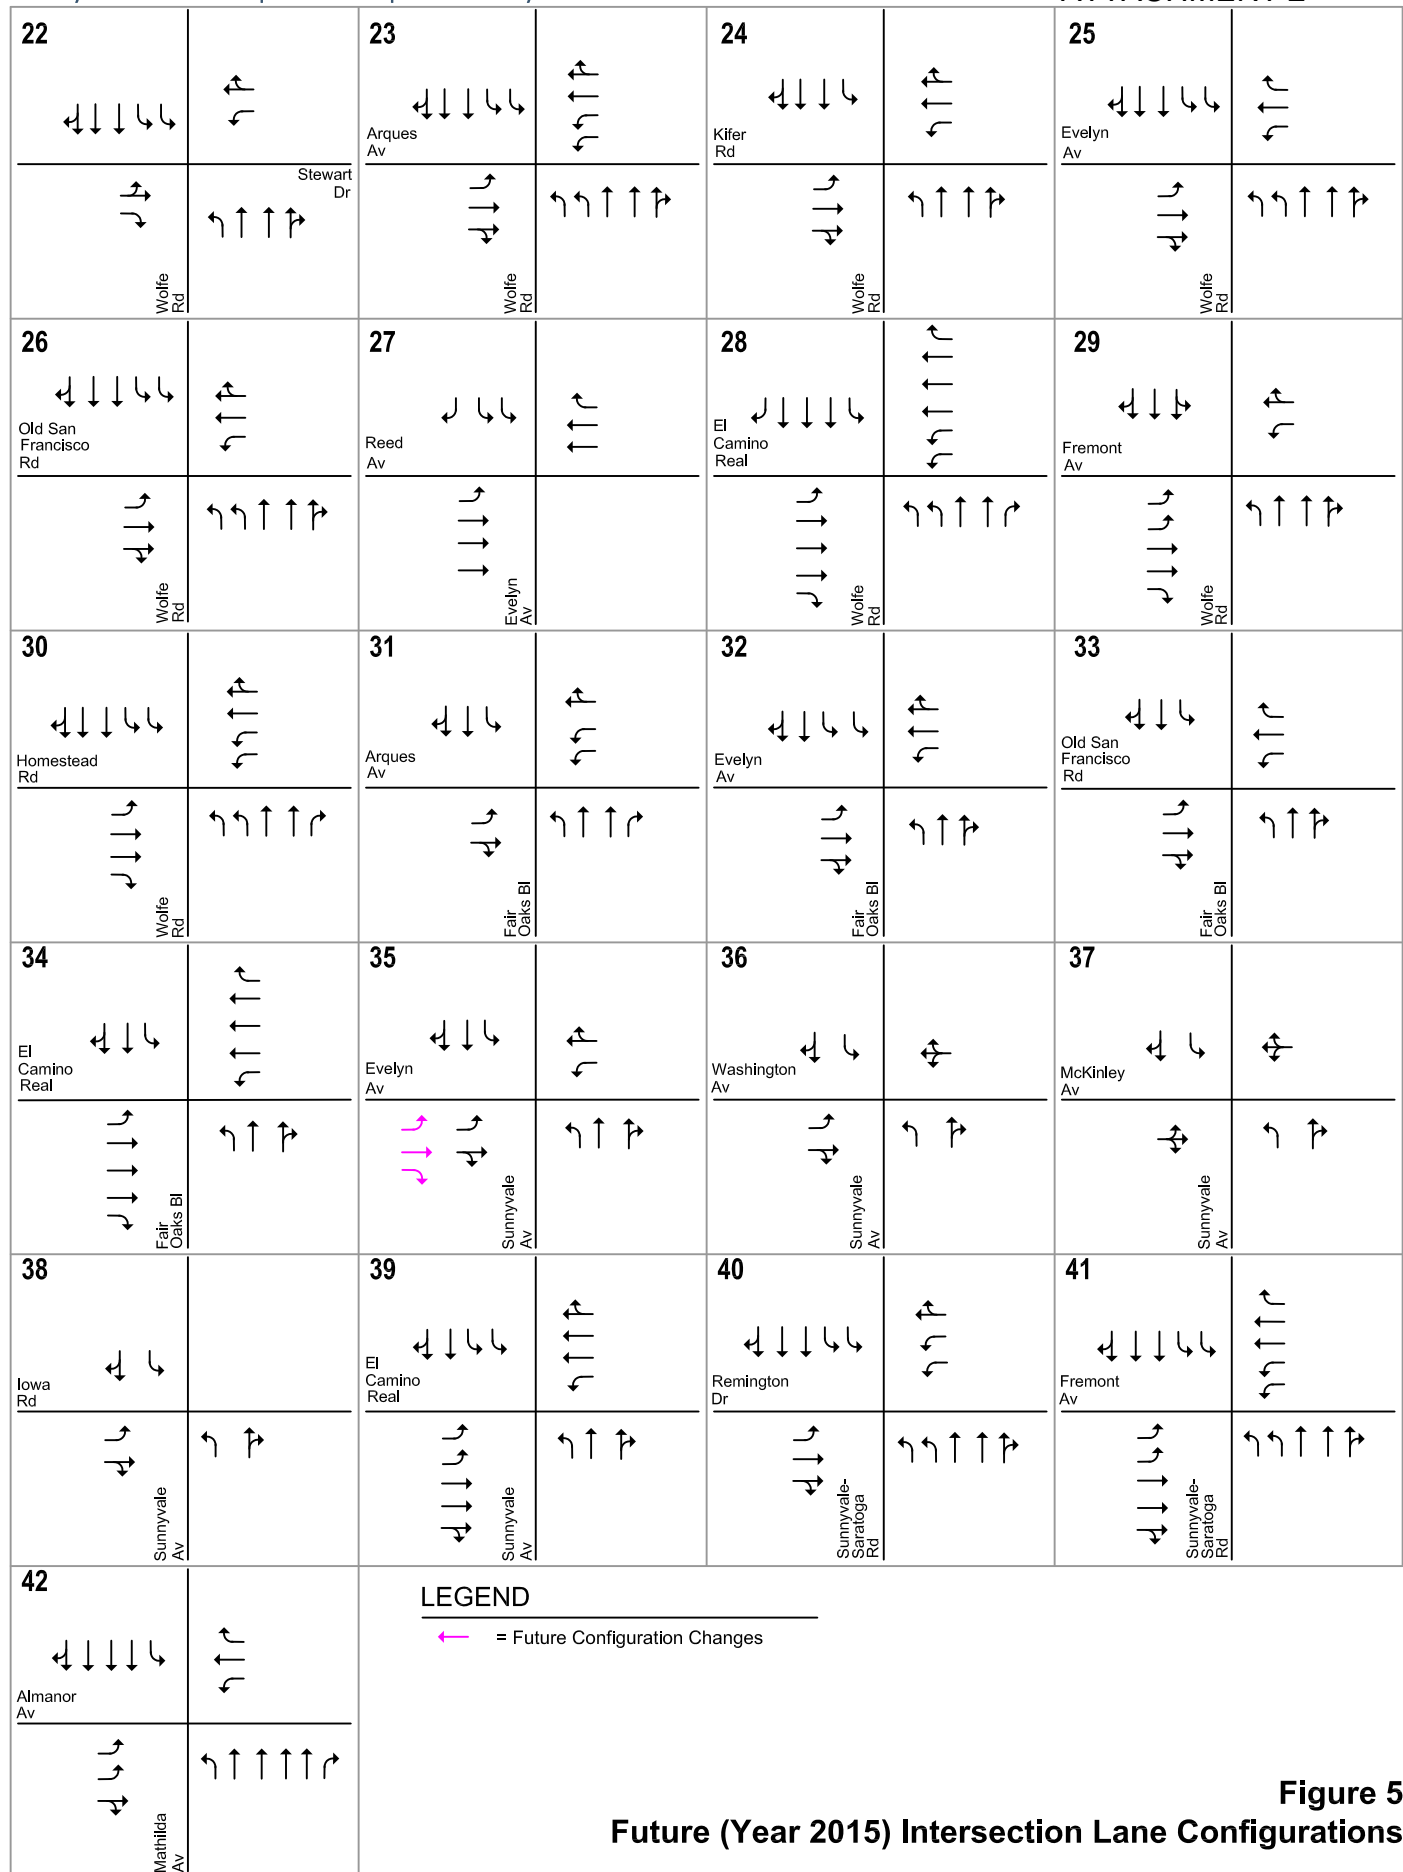 22
Stewart
Dr
Wolfe
Rd
23
Arques
Av
Wolfe
Rd
24
Kifer
Rd
Wolfe
Rd
25
Evelyn
Av
Wolfe
Rd
26
Old San
Francisco
Rd
Wolfe
Rd
27
Reed
Av
Evelyn
Av
28
El
Camino
Real
Wolfe
Rd
29
Fremont
Av
Wolfe
Rd
30
Homestead
Rd
Wolfe
Rd
31
Arques
Av
Fair
Oaks Bl
32
Evelyn
Av
Fair
Oaks Bl
33
Old San
Francisco
Rd
Fair
Oaks Bl
34
El
Camino
Real
Fair
Oaks Bl
35
Evelyn
Av
Sunnyvale
Av
36
Washington
Av
Sunnyvale
Av
37
McKinley
Av
Sunnyvale
Av
38
Iowa
Rd
Sunnyvale
Av
39
El
Camino
Real
Sunnyvale
Av
40
Remington
Dr
Sunnyvale-
Saratoga
Rd
41
Fremont
Av
Sunnyvale-
Saratoga
Rd
42
Almanor
Av
Mathilda
Av
LEGEND
= Future Configuration Changes
Figure 5
Future (Year 2015) Intersection Lane Configurations